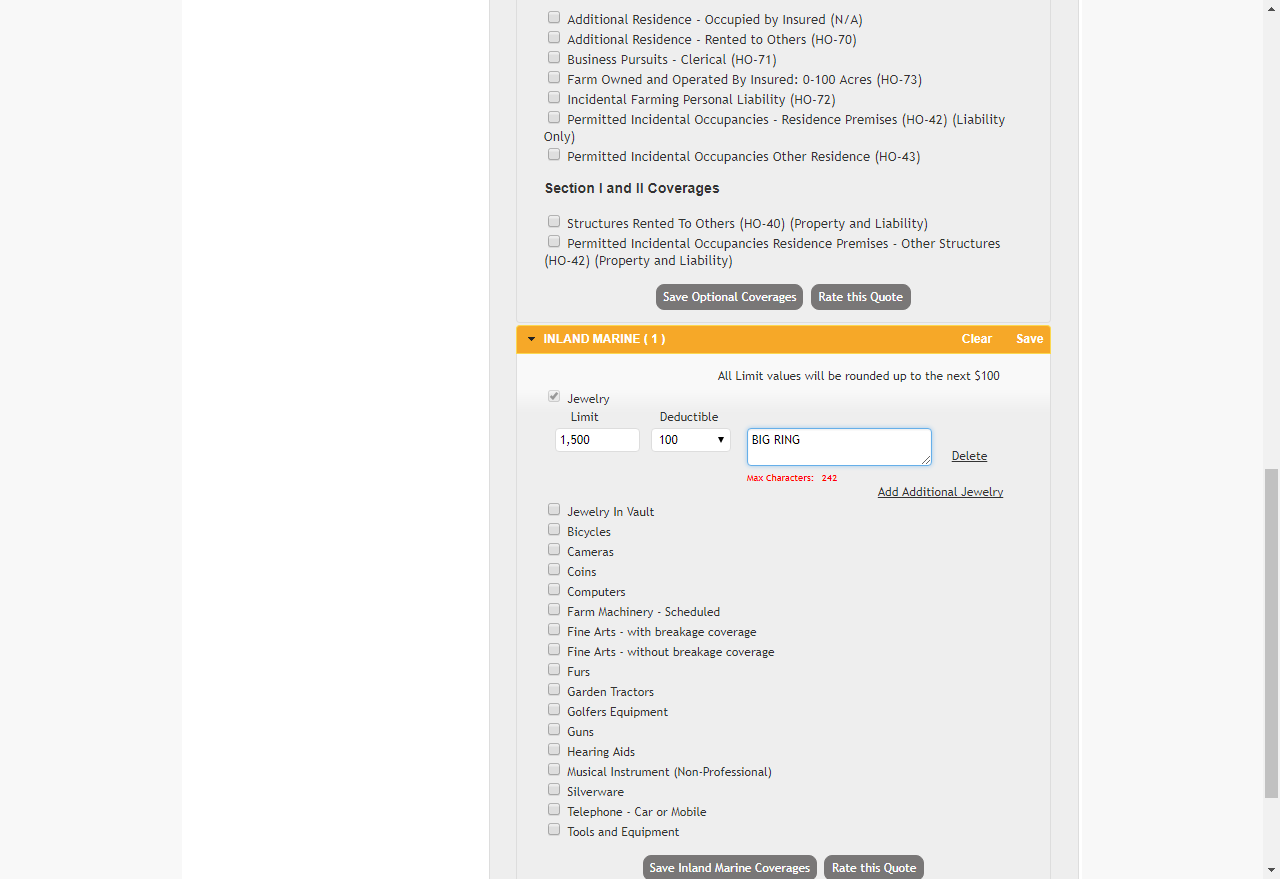 Additional Residence - Occupied by Insured (N/A)
Additional Residence - Rented to Others (HO-70)
Business Pursuits - Clerical (HO-71)
Farm Owned and Operated By Insured: 0-100 Acres (HO-73)
Incidental Farming Personal Liability (HO-72)
Permitted Incidental Occupancies - Residence Premises (HO-42) (Liability
Only)
Permitted Incidental Occupancies Other Residence (HO-43)
Section I and II Coverages
Structures Rented To Others (HO-40) (Property and Liability)
Permitted Incidental Occupancies Residence Premises - Other Structures
(HO-42) (Property and Liability)
Save Optional Coverages Rate this Quote
INLAND MARINE ( 1 ) Clear Save
All Limit values will be rounded up to the next $100
Jewelry
Limit Deductible
1,500 100 BIG RING
Delete
Max Characters: 242
Add Additional Jewelry
Jewelry In Vault
Bicycles
Cameras
Coins
Computers
Farm Machinery - Scheduled
Fine Arts - with breakage coverage
Fine Arts - without breakage coverage
Furs
Garden Tractors
Golfers Equipment
Guns
Hearing Aids
Musical Instrument (Non-Professional)
Silverware
Telephone - Car or Mobile
Tools and Equipment
Save Inland Marine Coverages Rate this Quote